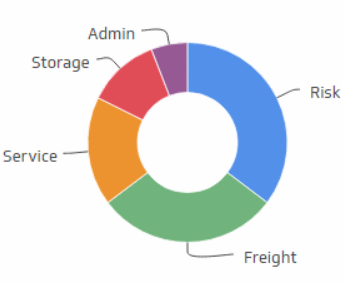 Admin
Storage
Risk
Service
Freight